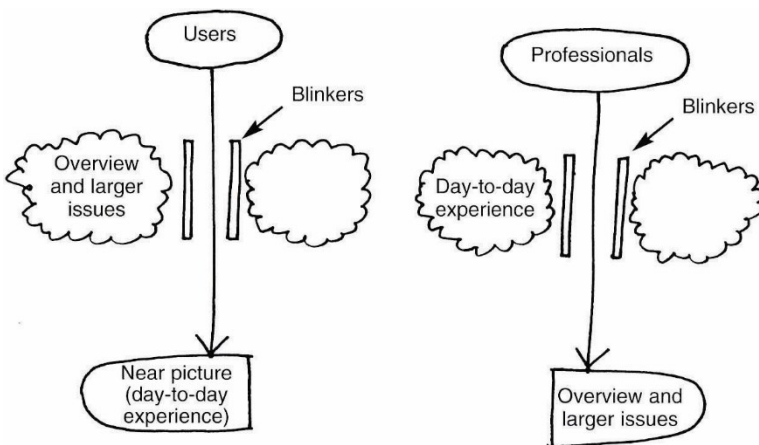 Users
Blinkers
Overview
and larger
issues
Near picture
(day-to-day
experience)
Professionals
Blinkers
Day-to-day
experience
Overview and
larger issues